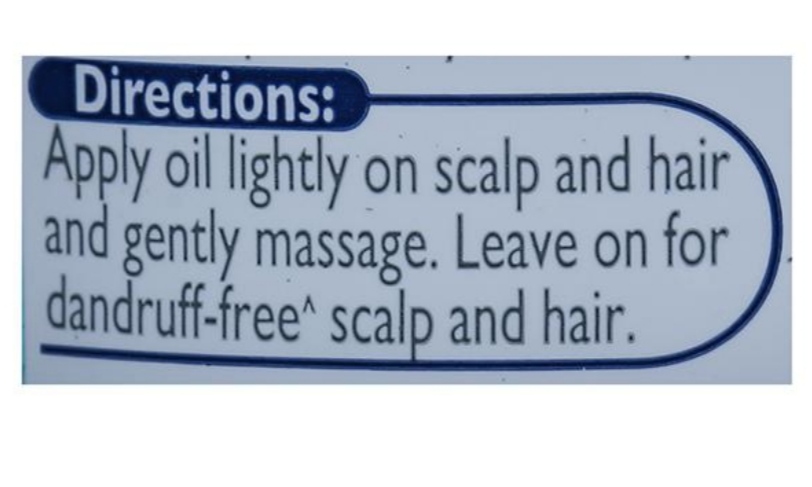 Directions:
Apply oil lightly on scalp and hair
and gently massage. Leave on for
dandruff-free^ scalp and hair.